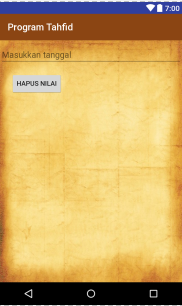 7:00
Program Tahfid
Masukkan tanggal
HAPUS NILAI